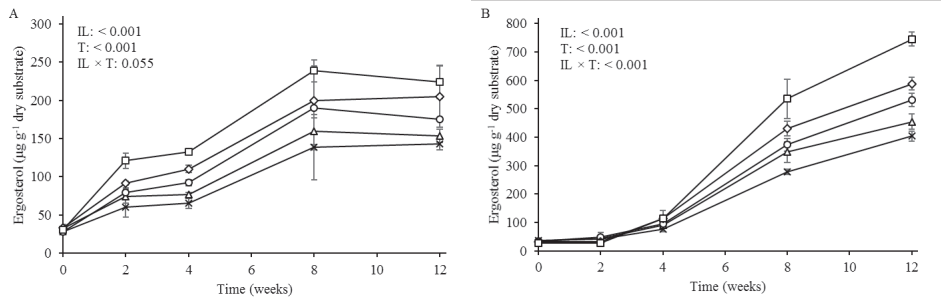 A
IL: < 0.001
T: < 0.001
IL × T: 0.055
Ergosterol (µg g⁻¹ dry substrate)
300
250
200
150
100
50
0
0 2 4 6 8 10 12
Time (weeks)
B
IL: < 0.001
T: < 0.001
IL × T: < 0.001
Ergosterol (µg g⁻¹ dry substrate)
800
700
600
500
400
300
200
100
0
0 2 4 6 8 10 12
Time (weeks)